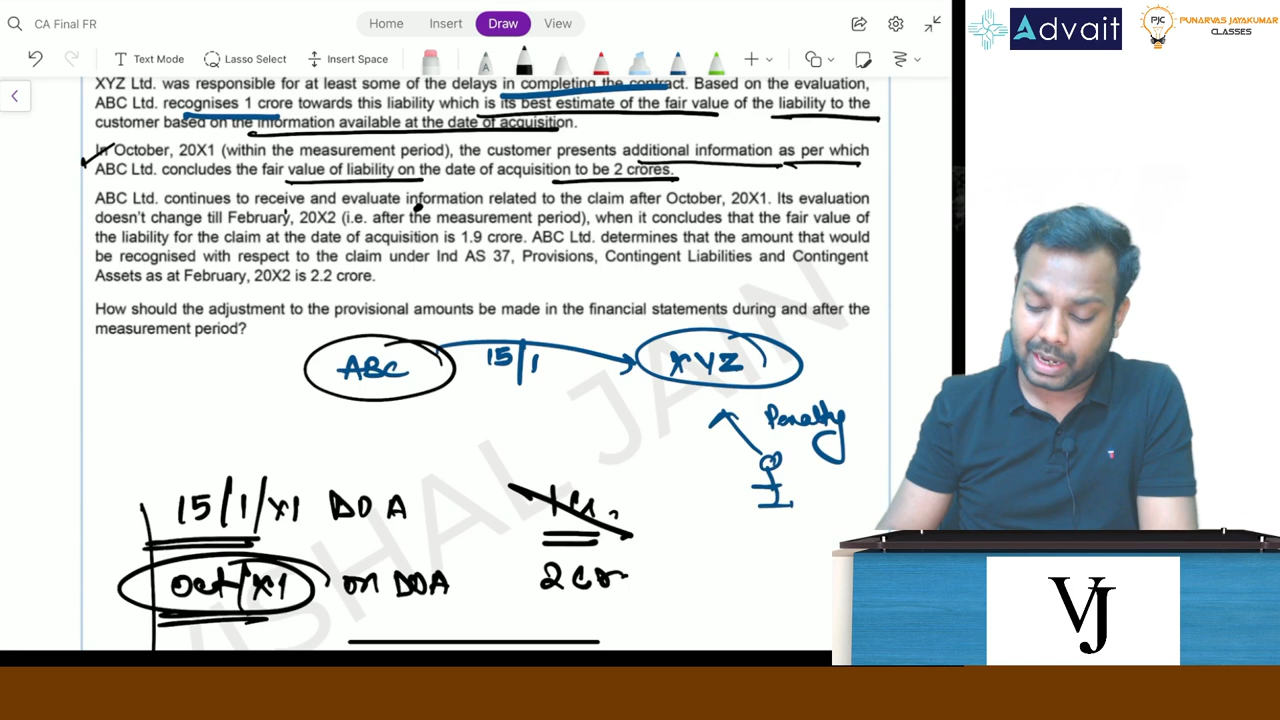 CA Final FR
Home Insert Draw View
Text Mode Lasso Select Insert Space
Advait
PJC PUNARVAS JAYAKUMAR CLASSES
XYZ Ltd. was responsible for at least some of the delays in completing the contract. Based on the evaluation,
ABC Ltd. recognises 1 crore towards this liability which is its best estimate of the fair value of the liability to the
customer based on the information available at the date of acquisition.
In October, 20X1 (within the measurement period), the customer presents additional information as per which
ABC Ltd. concludes the fair value of liability on the date of acquisition to be 2 crores.
ABC Ltd. continues to receive and evaluate information related to the claim after October, 20X1. Its evaluation
doesn't change till February, 20X2 (i.e. after the measurement period), when it concludes that the fair value of
the liability for the claim at the date of acquisition is 1.9 crore. ABC Ltd. determines that the amount that would
be recognised with respect to the claim under Ind AS 37, Provisions, Contingent Liabilities and Contingent
Assets as at February, 20X2 is 2.2 crore.
How should the adjustment to the provisional amounts be made in the financial statements during and after the
measurement period?
ABC 15/1 XYZ
Penalty
15/1/X1 DOA 1 cr.
Oct/X1 on DOA 2 cr
VISHAL JAIN
VJ